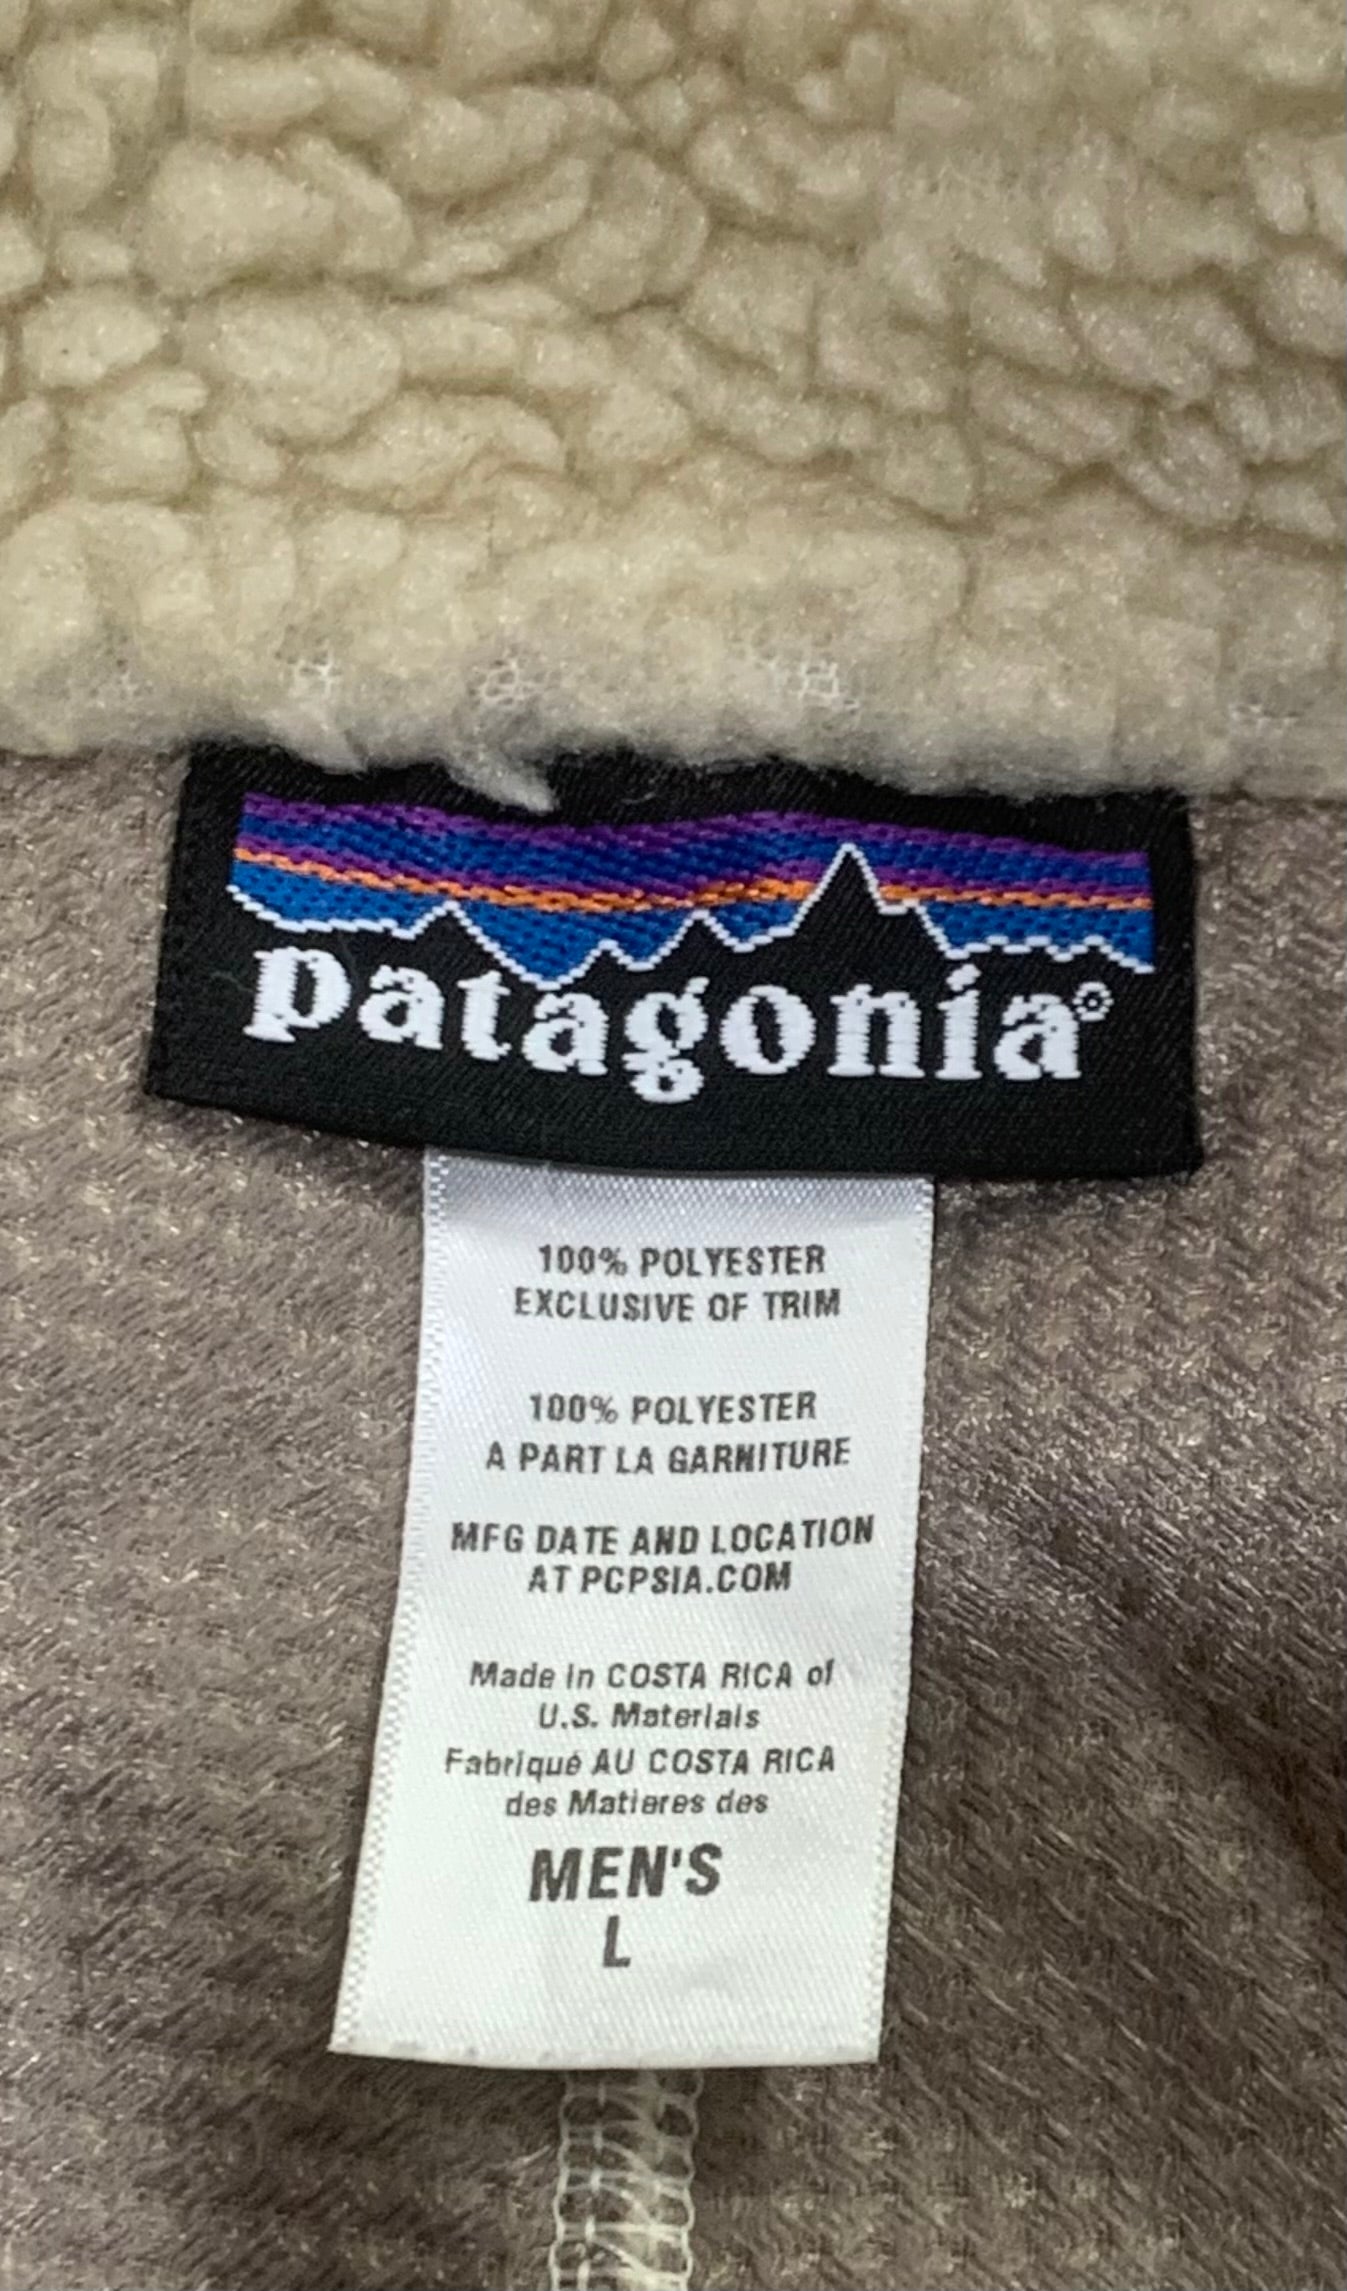 patagonia®
100% POLYESTER
EXCLUSIVE OF TRIM
100% POLYESTER
A PART LA GARNITURE
MFG DATE AND LOCATION
AT PCPSIA.COM
Made in COSTA RICA of
U.S. Materials
Fabriqué AU COSTA RICA
des Matieres des
MEN'S
L